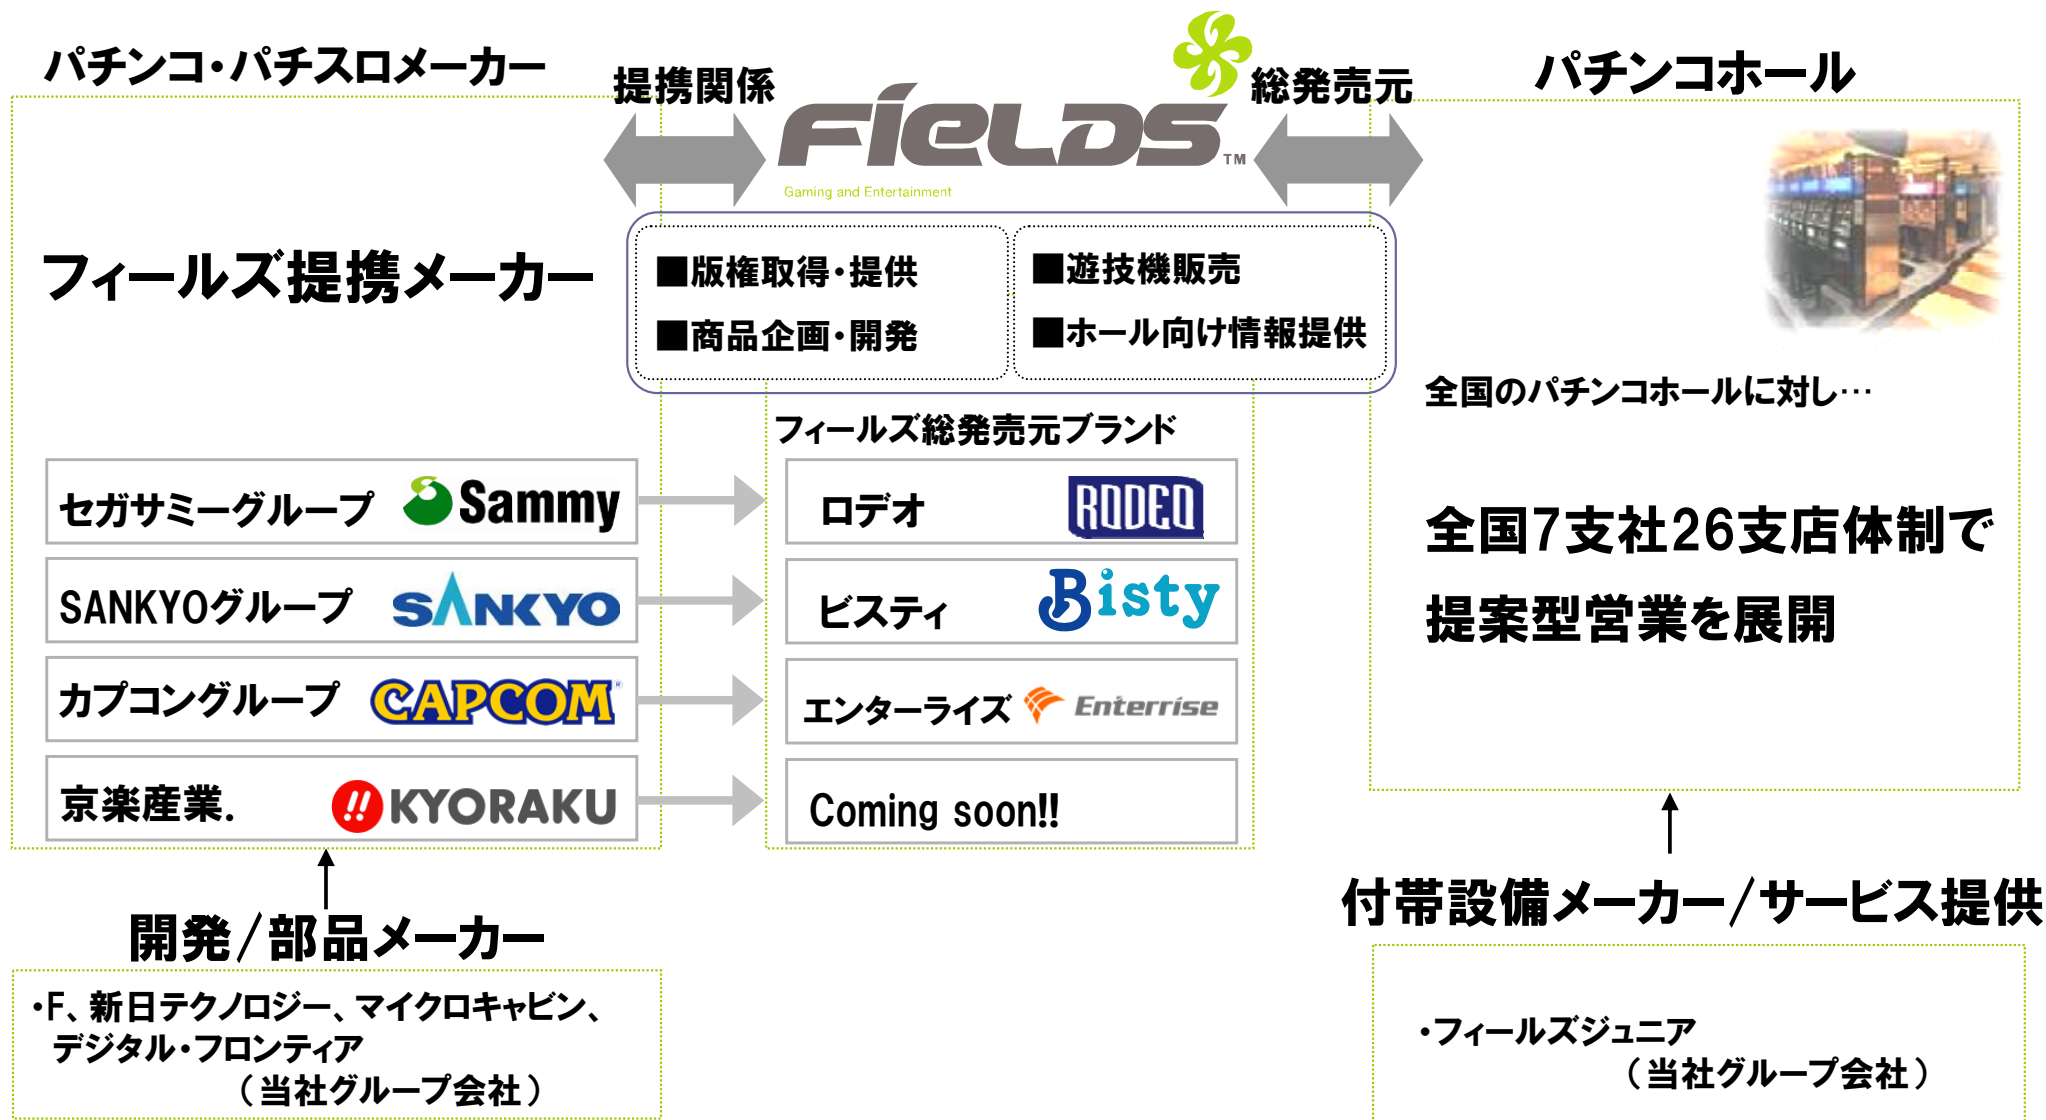 パチンコ・パチスロメーカー
提携関係
FIELDS™
Gaming and Entertainment
総発売元
パチンコホール
フィールズ提携メーカー
■版権取得・提供
■商品企画・開発
■遊技機販売
■ホール向け情報提供
フィールズ総発売元ブランド
セガサミーグループ Sammy
ロデオ RODEO
SANKYOグループ SANKYO
ビスティ Bisty
カプコングループ CAPCOM®
エンターライズ Enterrise
京楽産業. !! KYORAKU
Coming soon!!
全国のパチンコホールに対し…
全国7支社26支店体制で
提案型営業を展開
開発/部品メーカー
・F、新日テクノロジー、マイクロキャビン、
デジタル・フロンティア
（当社グループ会社）
付帯設備メーカー/サービス提供
・フィールズジュニア
（当社グループ会社）